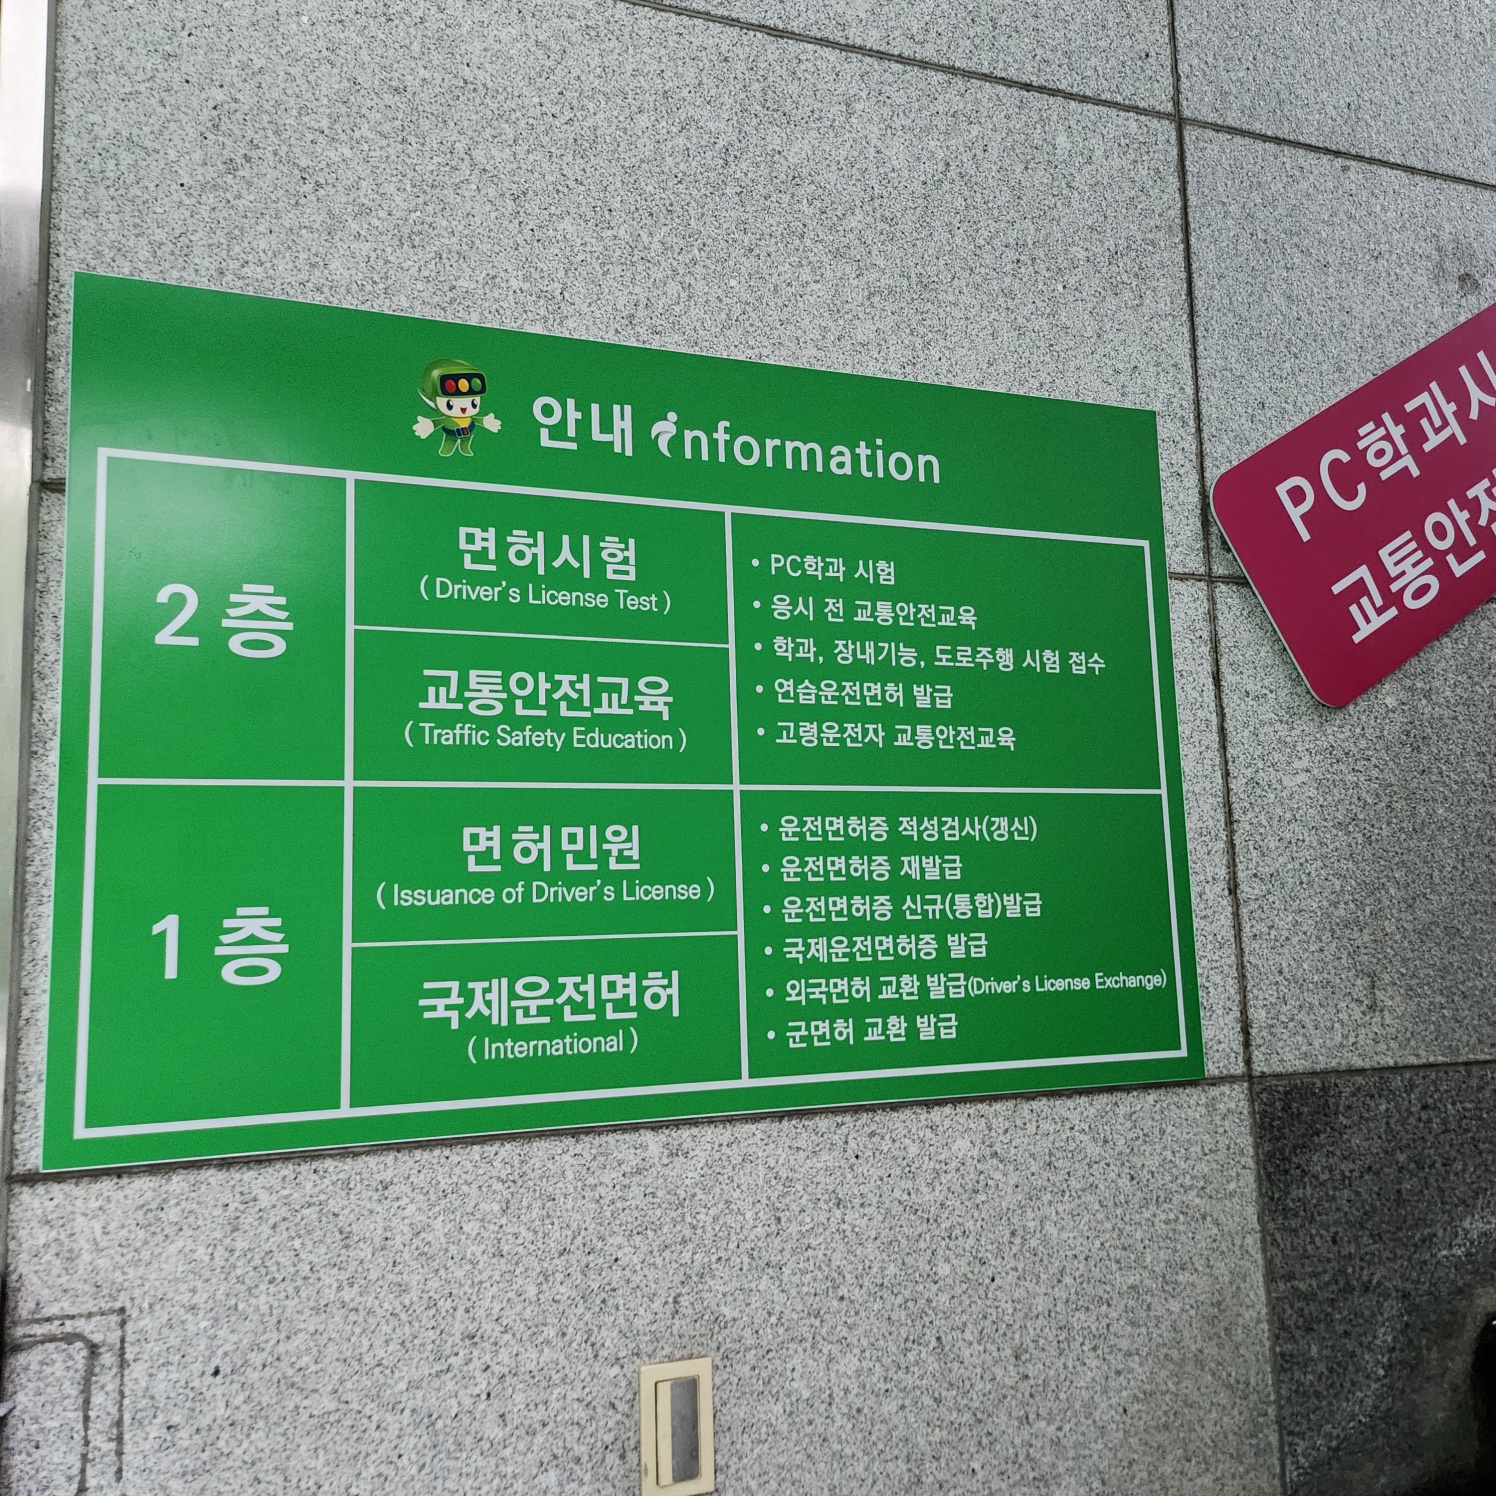 안내 information
2층
면허시험
( Driver's License Test )
교통안전교육
( Traffic Safety Education )
• PC학과 시험
• 응시 전 교통안전교육
• 학과, 장내기능, 도로주행 시험 접수
• 연습운전면허 발급
• 고령운전자 교통안전교육
1층
면허민원
( Issuance of Driver's License )
국제운전면허
( International )
• 운전면허증 적성검사(갱신)
• 운전면허증 재발급
• 운전면허증 신규(통합)발급
• 국제운전면허증 발급
• 외국면허 교환 발급(Driver's License Exchange)
• 군면허 교환 발급
PC학과
교통안전